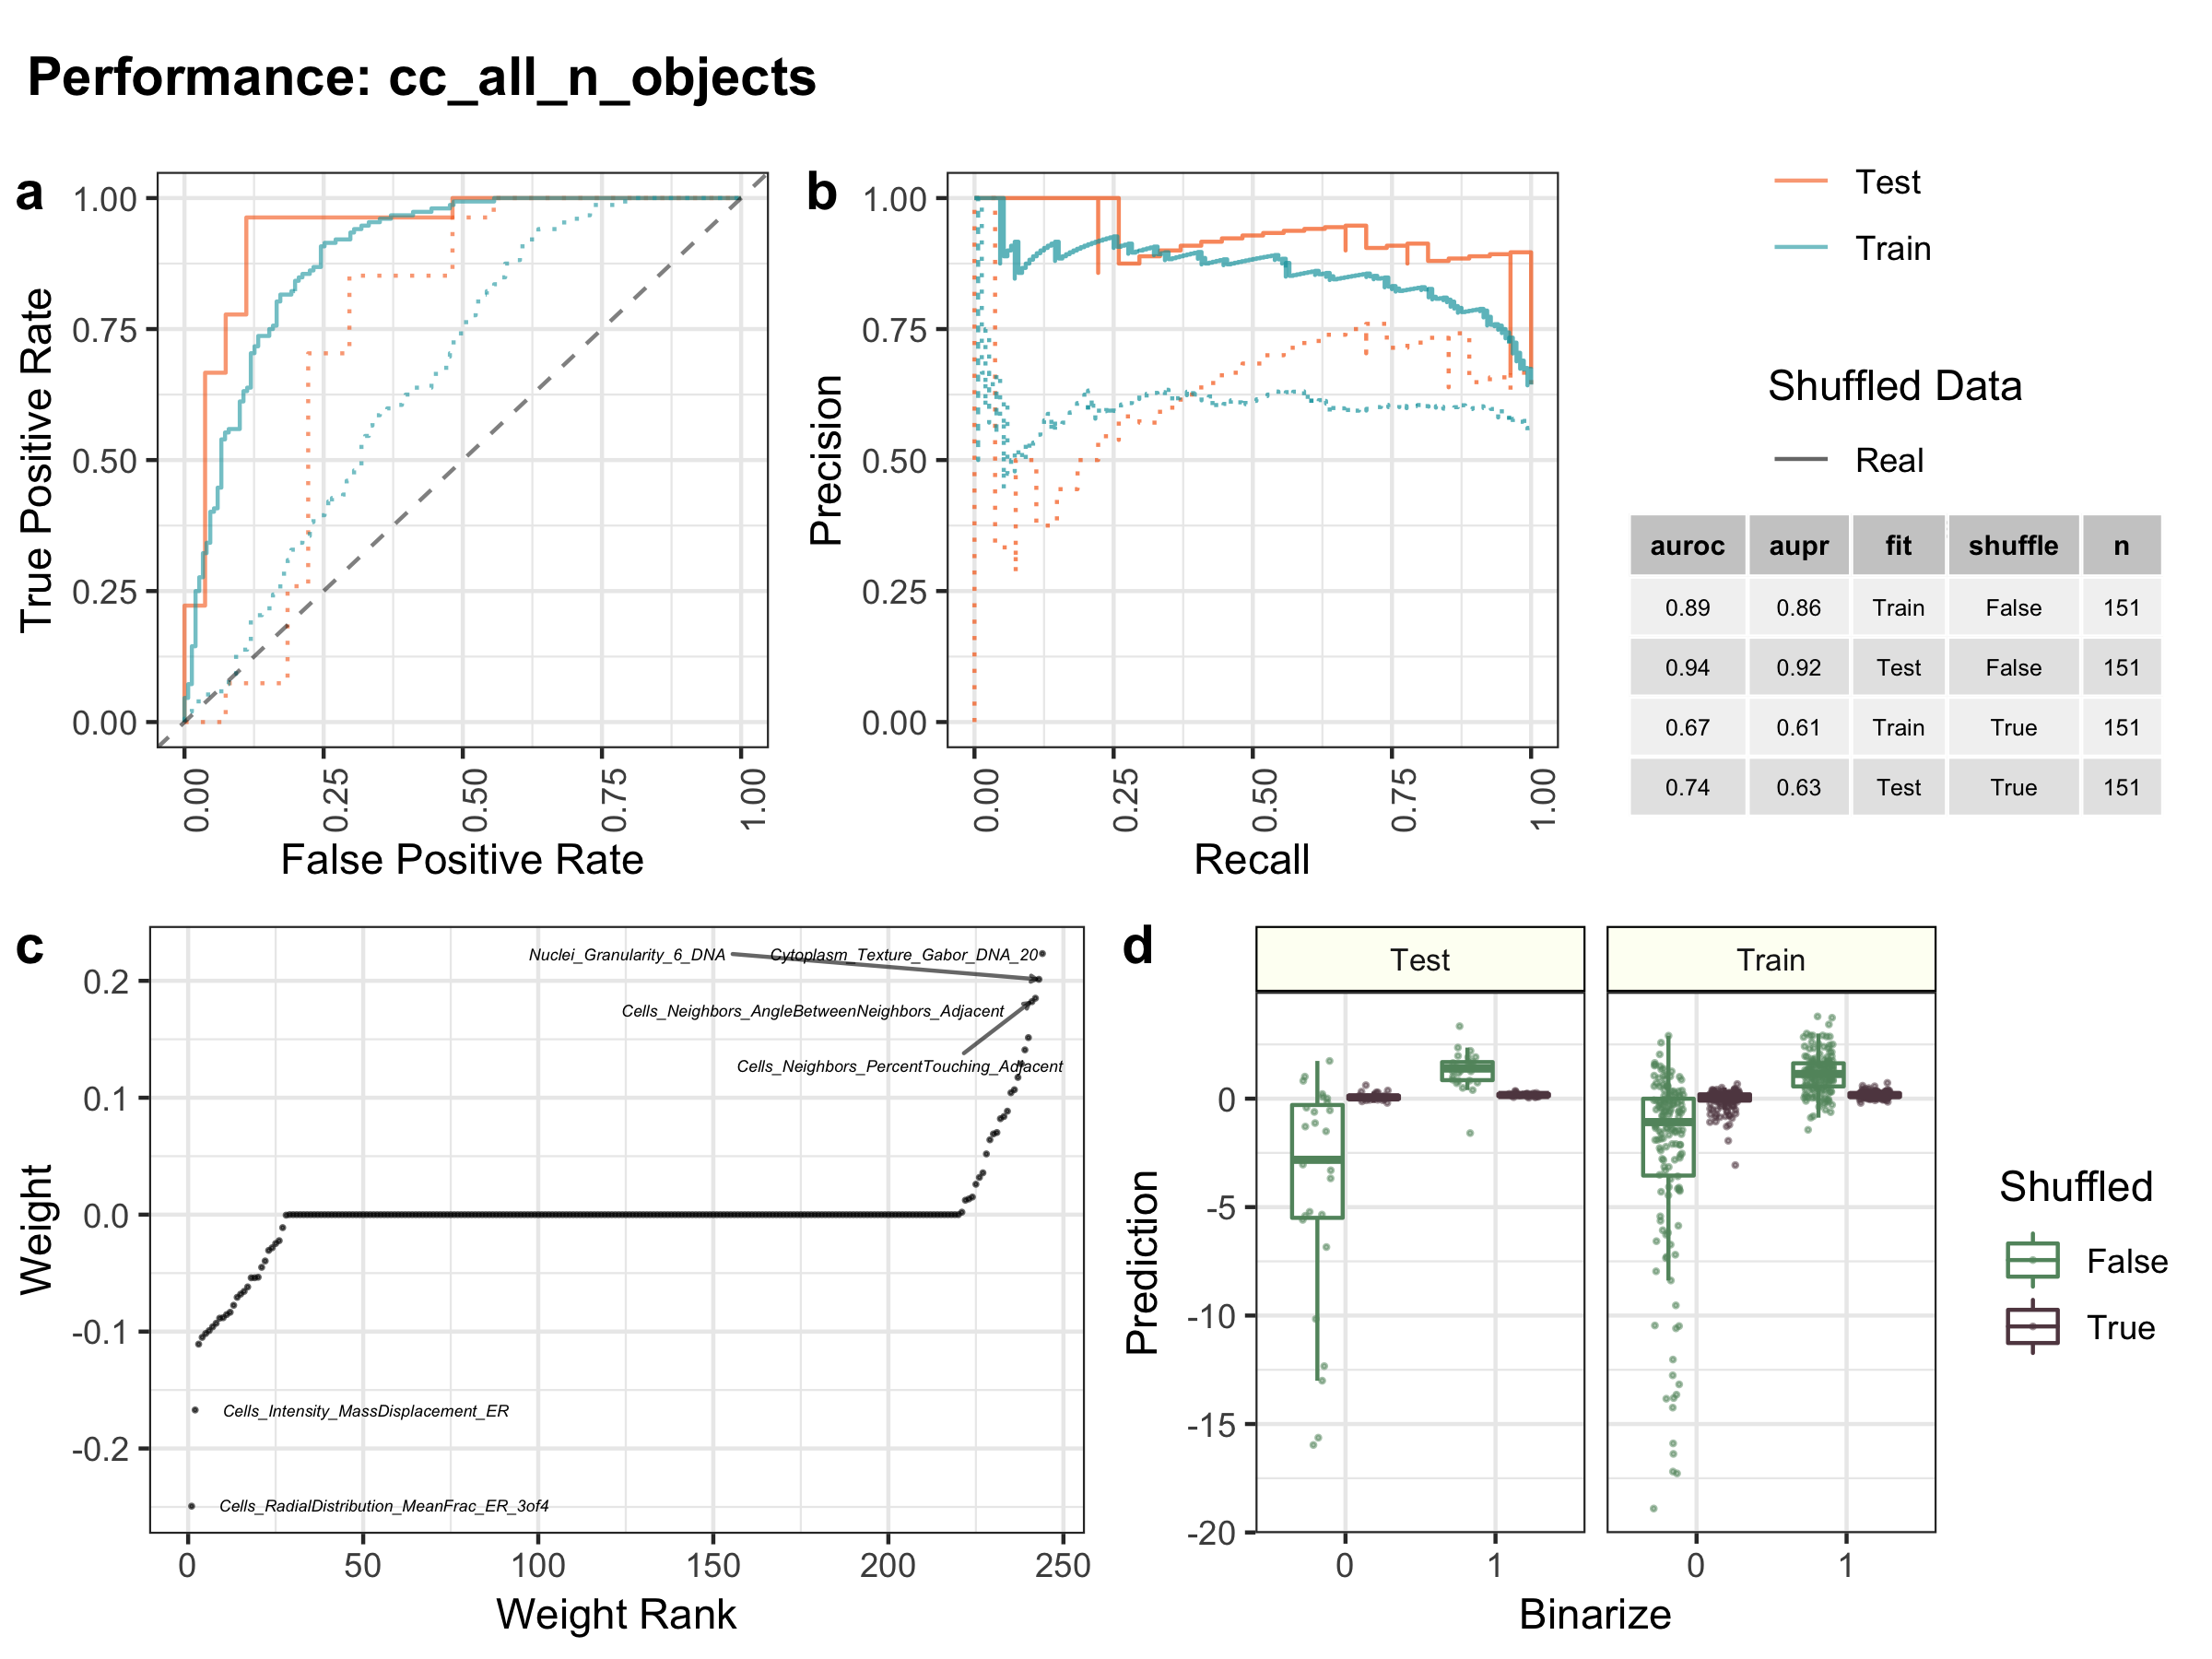 Performance: cc_all_n_objects
a
True Positive Rate
1.00
0.75
0.50
0.25
0.00
0.00 0.25 0.50 0.75 1.00
False Positive Rate
b
Precision
1.00
0.75
0.50
0.25
0.00
0.00 0.25 0.50 0.75 1.00
Recall
Test
Train
Shuffled Data
Real
auroc aupr fit shuffle n
0.89 0.86 Train False 151
0.94 0.92 Test False 151
0.67 0.61 Train True 151
0.74 0.63 Test True 151
c
Weight
0.2
0.1
0.0
-0.1
-0.2
Nuclei_Granularity_6_DNA
Cytoplasm_Texture_Gabor_DNA_20
Cells_Neighbors_AngleBetweenNeighbors_Adjacent
Cells_Neighbors_PercentTouching_Adjacent
Cells_Intensity_MassDisplacement_ER
Cells_RadialDistribution_MeanFrac_ER_3of4
0 50 100 150 200 250
Weight Rank
d
Test
Train
Prediction
0
-5
-10
-15
-20
0 1
0 1
Binarize
Shuffled
False
True